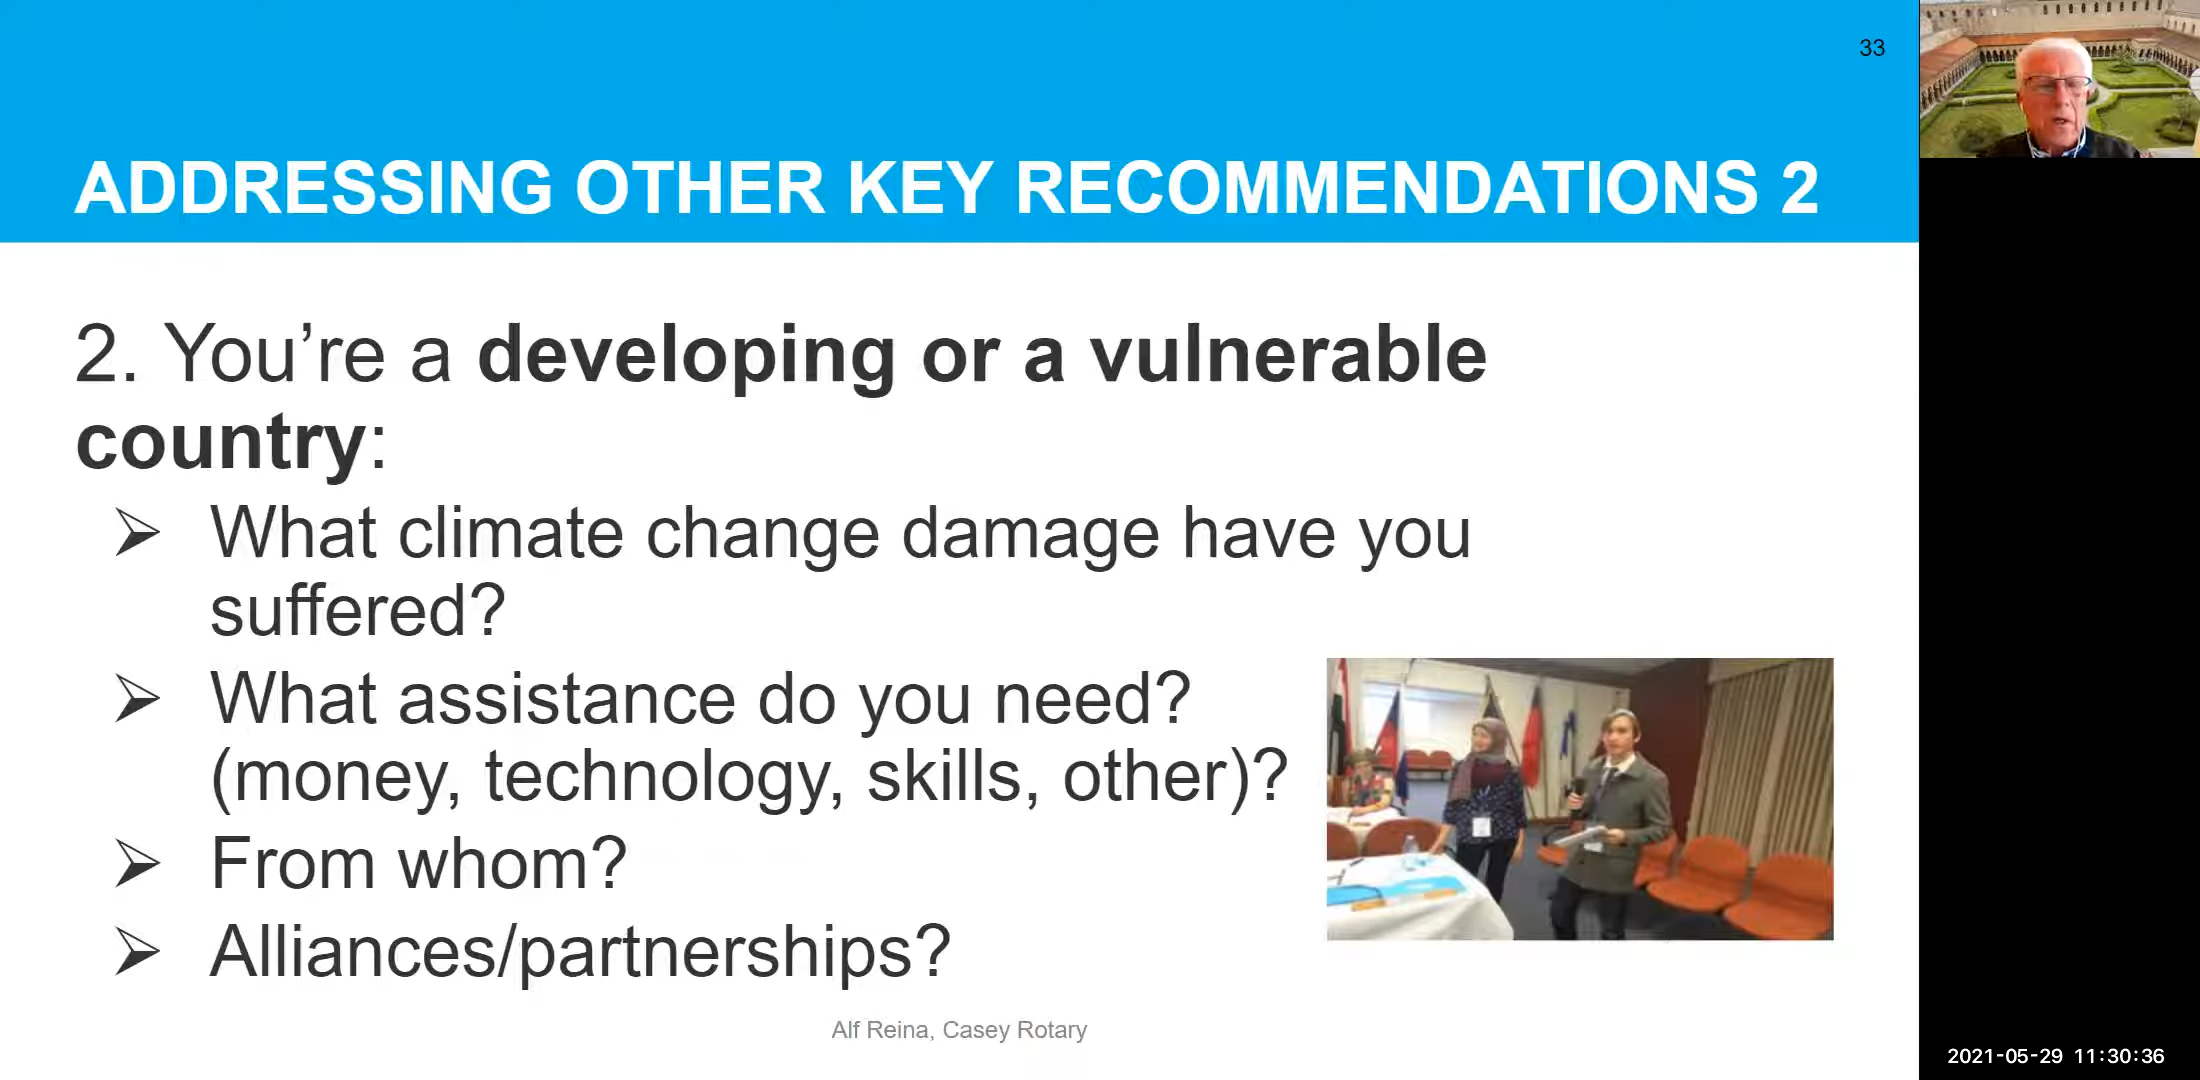 33
ADDRESSING OTHER KEY RECOMMENDATIONS 2
2. You’re a developing or a vulnerable
country:
➢ What climate change damage have you
suffered?
➢ What assistance do you need?
(money, technology, skills, other)?
➢ From whom?
➢ Alliances/partnerships?
Alf Reina, Casey Rotary
2021-05-29 11:30:36